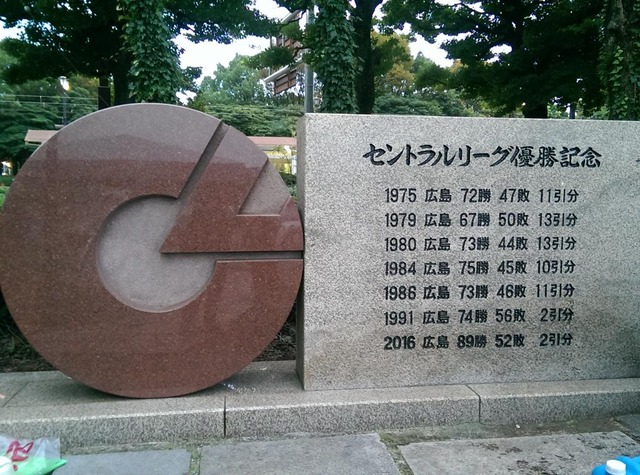 セントラルリーグ優勝記念
1975 広島 72勝 47敗 11引分
1979 広島 67勝 50敗 13引分
1980 広島 73勝 44敗 13引分
1984 広島 75勝 45敗 10引分
1986 広島 73勝 46敗 11引分
1991 広島 74勝 56敗 2引分
2016 広島 89勝 52敗 2引分